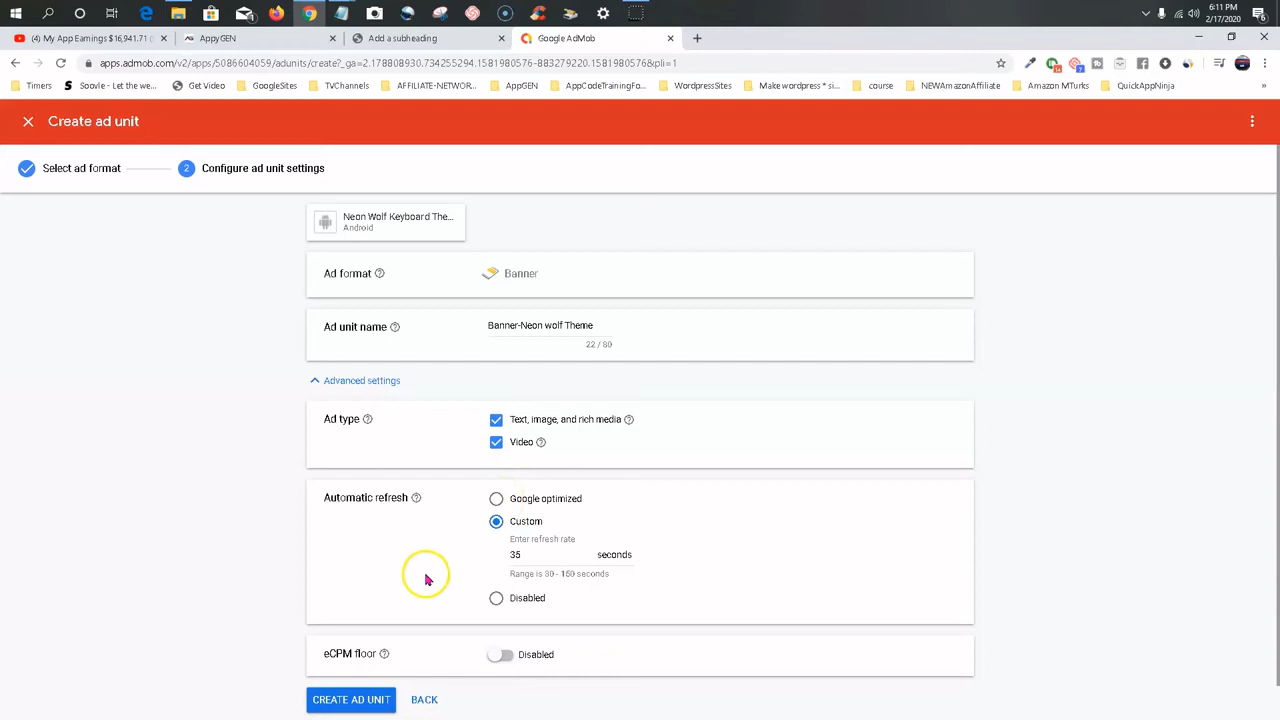 6:11 PM
2/17/2020
6
(4) My App Earnings $16,941.71 (
AppyGEN
Add a subheading
Google AdMob
apps.admob.com/v2/apps/5086604059/adunits/create?_ga=2.178808930.734255294.1581980576-883279220.1581980576&pli=1
Timers
Soovle - Let the we...
Get Video
GoogleSites
TVChannels
AFFILIATE-NETWOR...
AppGEN
AppCodeTrainingFo...
WordpressSites
Make wordpress * si...
course
NEWAmazonAffiliate
Amazon MTurks
QuickAppNinja
»
Create ad unit
Select ad format
2 Configure ad unit settings
Neon Wolf Keyboard The...
Android
Ad format
Banner
Ad unit name
Banner-Neon wolf Theme
22 / 80
Advanced settings
Ad type
Text, image, and rich media
Video
Automatic refresh
Google optimized
Custom
Enter refresh rate
35 seconds
Range is 30 - 150 seconds
Disabled
eCPM floor
Disabled
CREATE AD UNIT
BACK